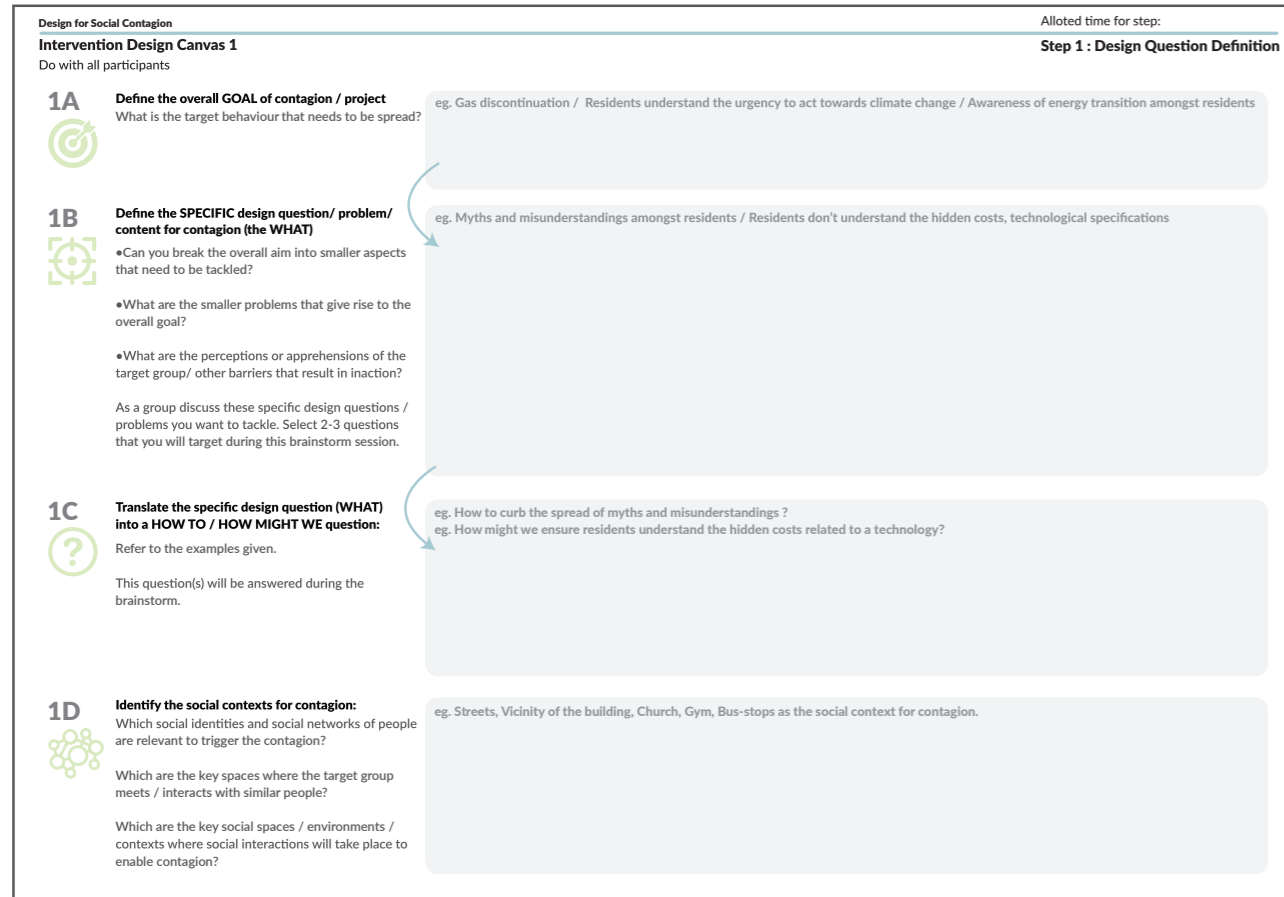 Design for Social Contagion
Alloted time for step:
Intervention Design Canvas 1
Step 1 : Design Question Definition
Do with all participants
1A
Define the overall GOAL of contagion / project
What is the target behaviour that needs to be spread?
eg. Gas discontinuation / Residents understand the urgency to act towards climate change / Awareness of energy transition amongst residents
1B
Define the SPECIFIC design question/ problem/
content for contagion (the WHAT)
•Can you break the overall aim into smaller aspects
that need to be tackled?
•What are the smaller problems that give rise to the
overall goal?
•What are the perceptions or apprehensions of the
target group/ other barriers that result in inaction?
As a group discuss these specific design questions /
problems you want to tackle. Select 2-3 questions
that you will target during this brainstorm session.
eg. Myths and misunderstandings amongst residents / Residents don't understand the hidden costs, technological specifications
1C
Translate the specific design question (WHAT)
into a HOW TO / HOW MIGHT WE question:
Refer to the examples given.
This question(s) will be answered during the
brainstorm.
eg. How to curb the spread of myths and misunderstandings ?
eg. How might we ensure residents understand the hidden costs related to a technology?
1D
Identify the social contexts for contagion:
Which social identities and social networks of people
are relevant to trigger the contagion?
Which are the key spaces where the target group
meets / interacts with similar people?
Which are the key social spaces / environments /
contexts where social interactions will take place to
enable contagion?
eg. Streets, Vicinity of the building, Church, Gym, Bus-stops as the social context for contagion.